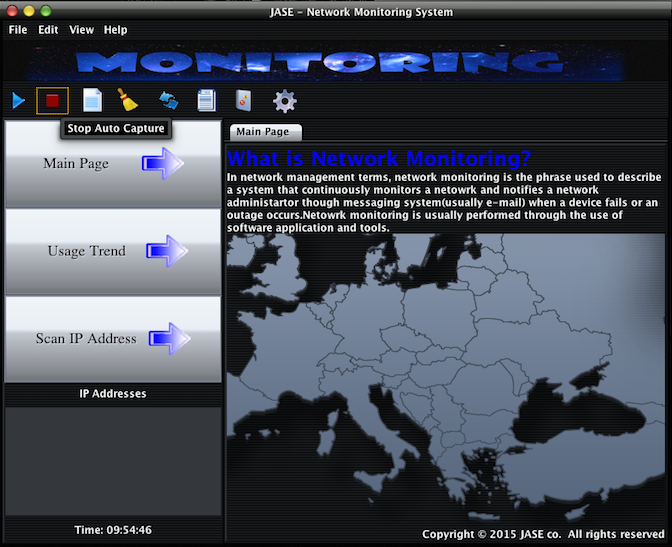 JASE – Network Monitoring System
File Edit View Help
MONITORING
Stop Auto Capture
Main Page
Usage Trend
Scan IP Address
IP Addresses
Time: 09:54:46
Main Page
What is Network Monitoring?
In network management terms, network monitoring is the phrase used to describe
a system that continuously monitors a netowrk and notifies a network
administartor though messaging system(usually e-mail) when a device fails or an
outage occurs.Netowrk monitoring is usually performed through the use of
software application and tools.
Copyright © 2015 JASE co. All rights reserved